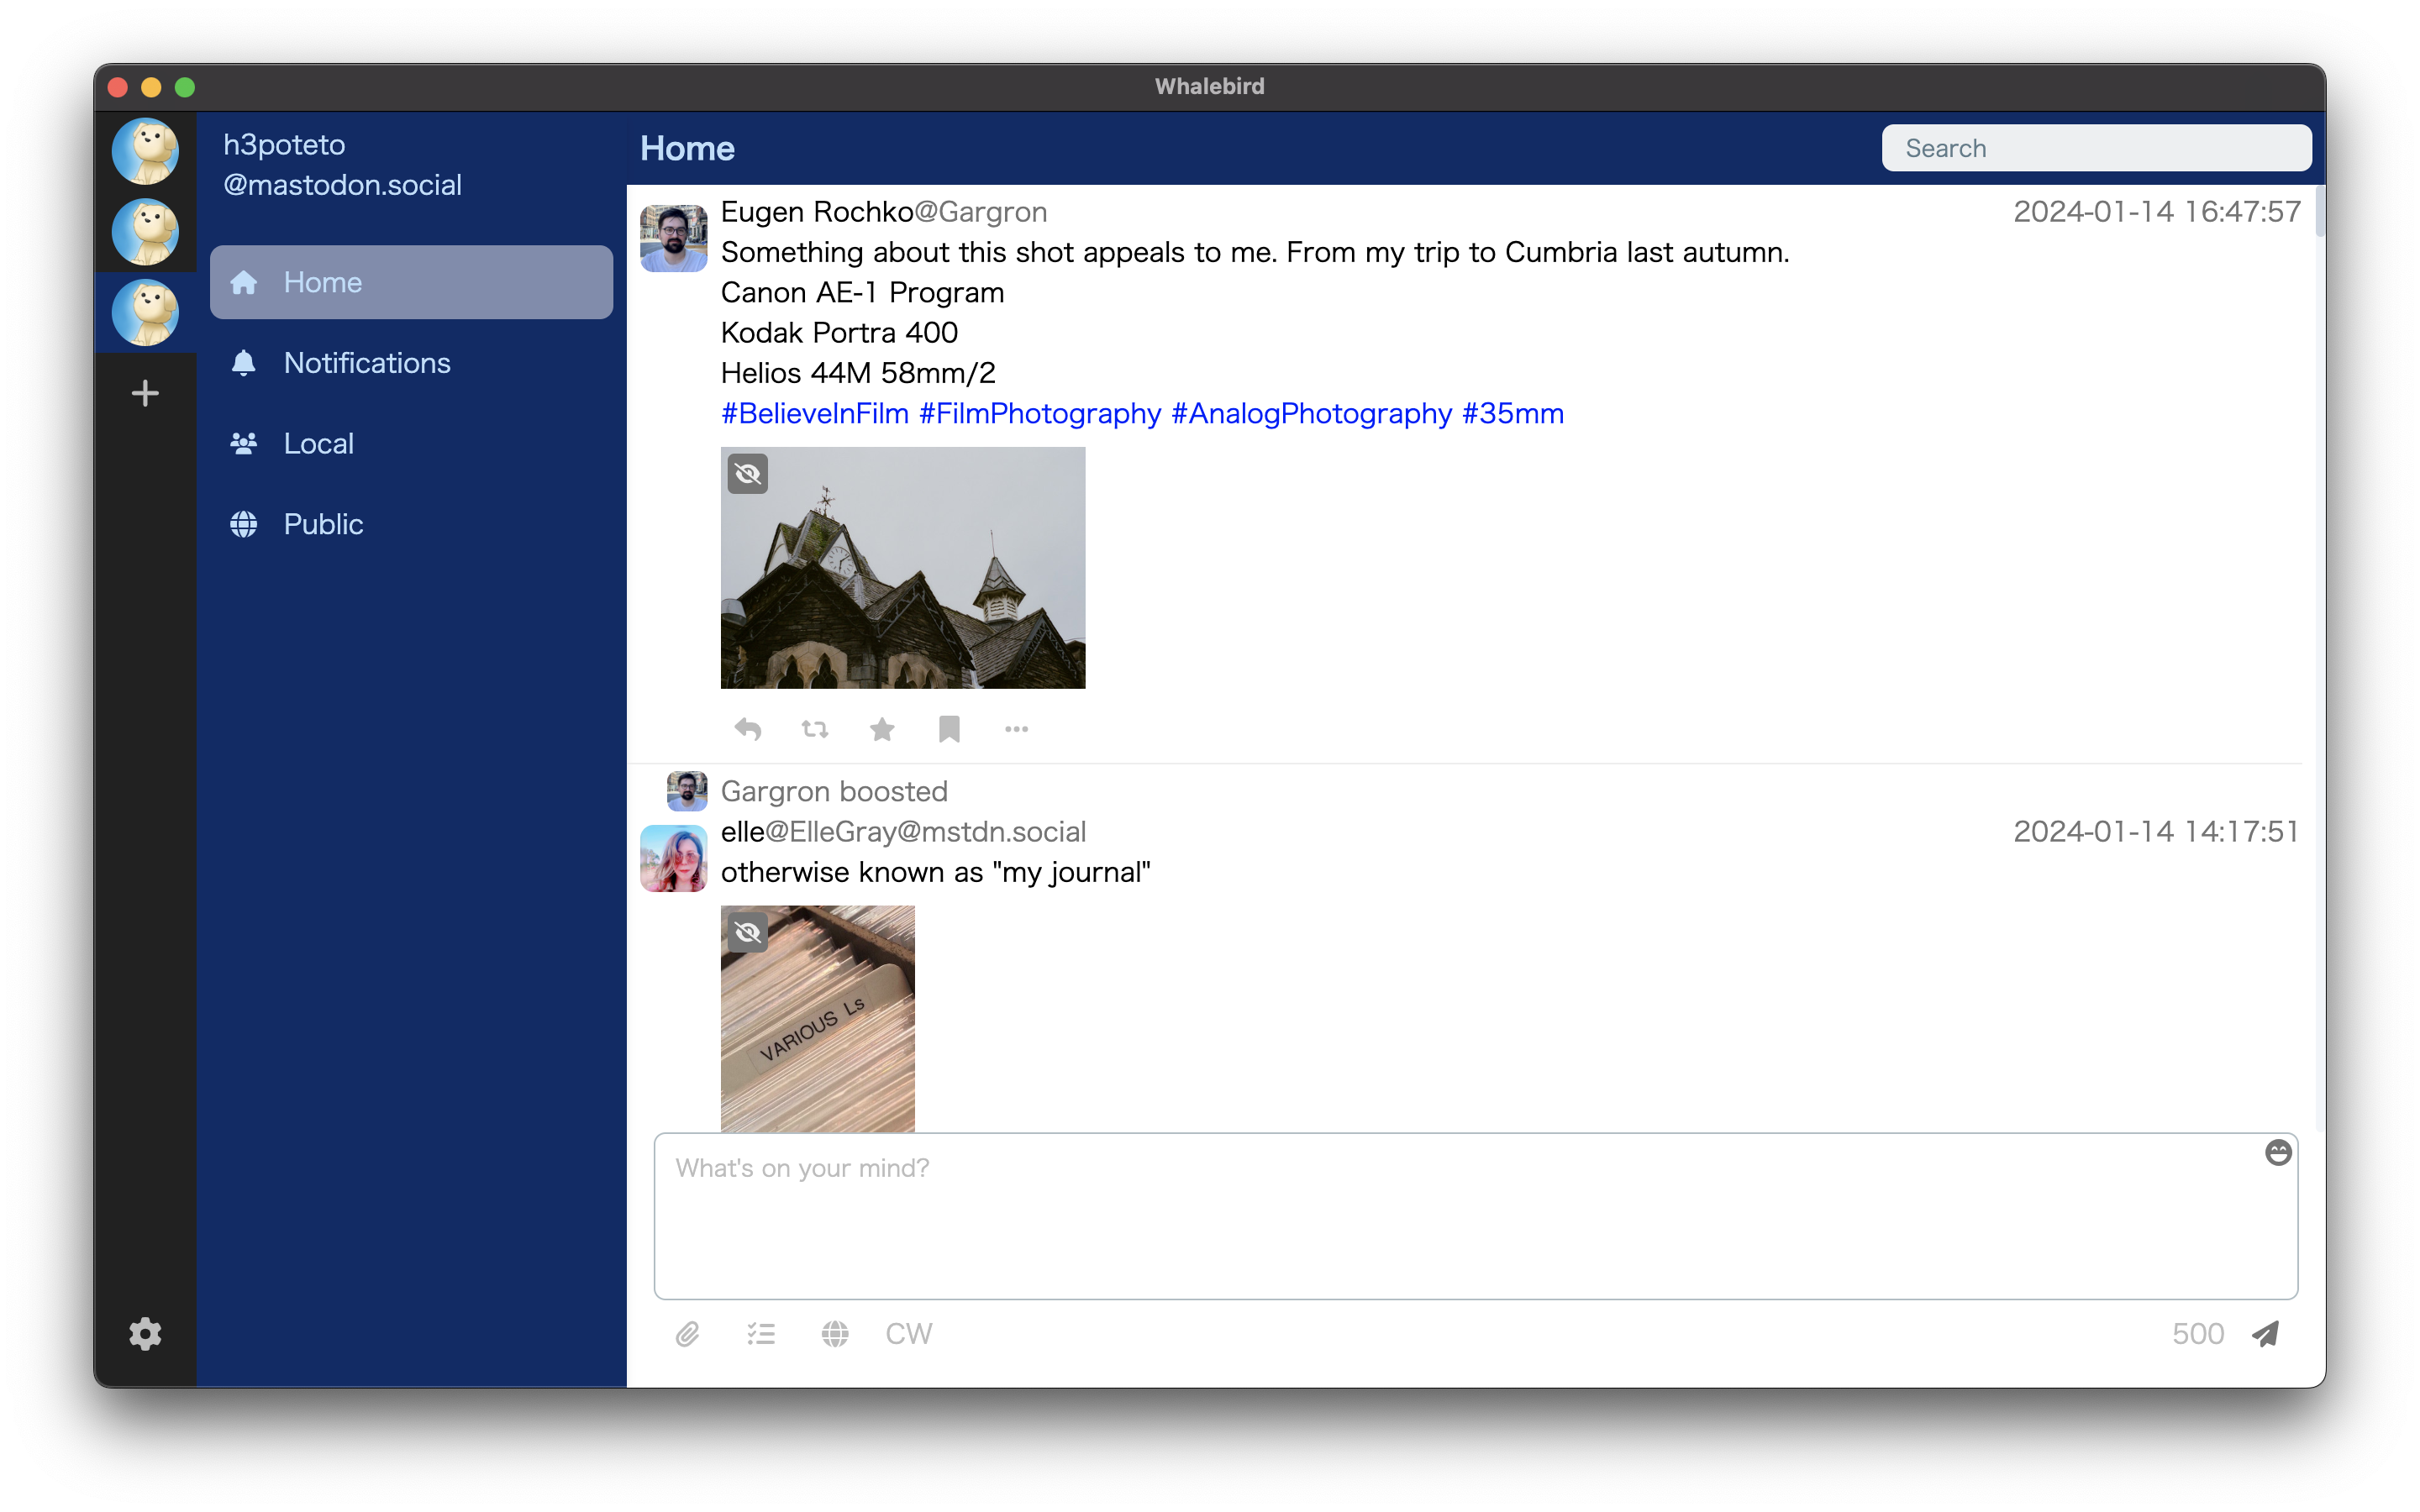 Whalebird
h3poteto
@mastodon.social
Home
Notifications
Local
Public
Home
Search
Eugen Rochko@Gargron 2024-01-14 16:47:57
Something about this shot appeals to me. From my trip to Cumbria last autumn.
Canon AE-1 Program
Kodak Portra 400
Helios 44M 58mm/2
#BelieveInFilm #FilmPhotography #AnalogPhotography #35mm
Gargron boosted
elle@ElleGray@mstdn.social 2024-01-14 14:17:51
otherwise known as "my journal"
VARIOUS Ls
What's on your mind?
CW
500